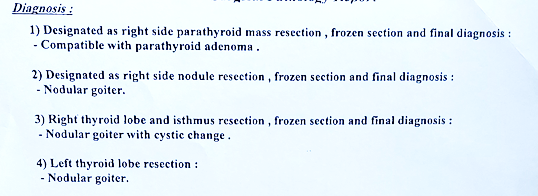 Diagnosis :
1) Designated as right side parathyroid mass resection , frozen section and final diagnosis :
- Compatible with parathyroid adenoma .
2) Designated as right side nodule resection , frozen section and final diagnosis :
- Nodular goiter.
3) Right thyroid lobe and isthmus resection , frozen section and final diagnosis :
- Nodular goiter with cystic change .
4) Left thyroid lobe resection :
- Nodular goiter.